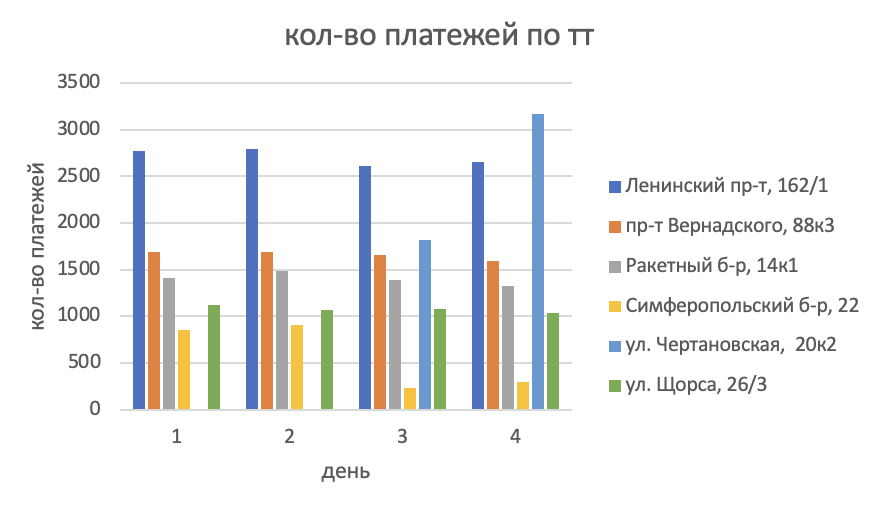 кол-во платежей по тт
кол-во платежей
3500
3000
2500
2000
1500
1000
500
0
1 2 3 4
день
Ленинский пр-т, 162/1
пр-т Вернадского, 88к3
Ракетный б-р, 14к1
Симферопольский б-р, 22
ул. Чертановская,  20к2
ул. Щорса, 26/3